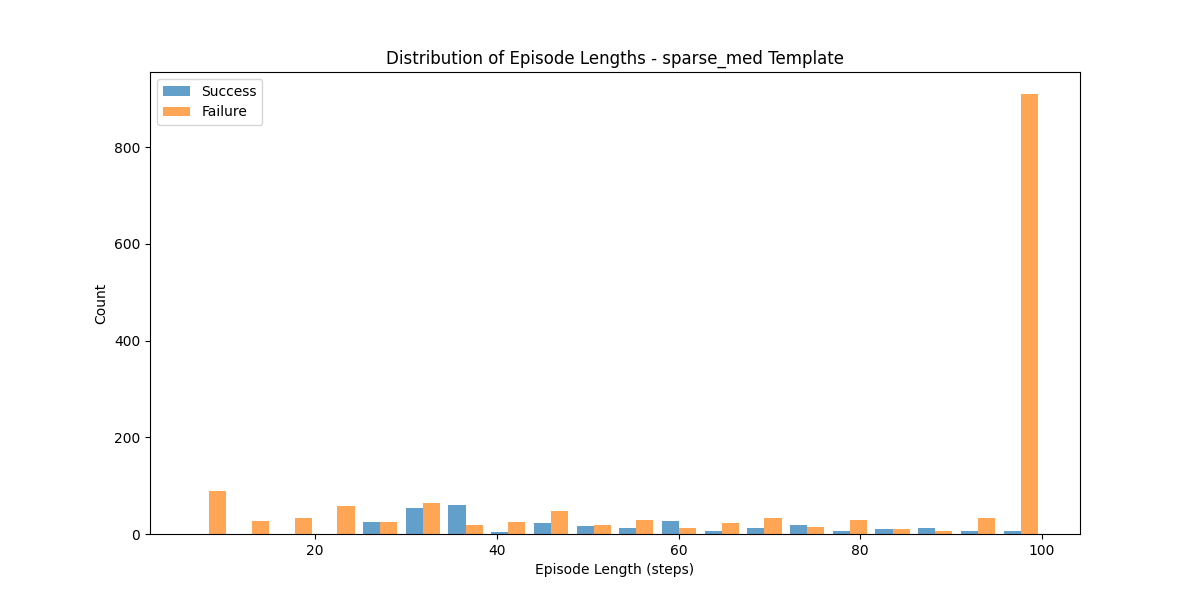 Distribution of Episode Lengths - sparse_med Template
Success
Failure
800
600
400
200
0
Count
20
40
60
80
100
Episode Length (steps)